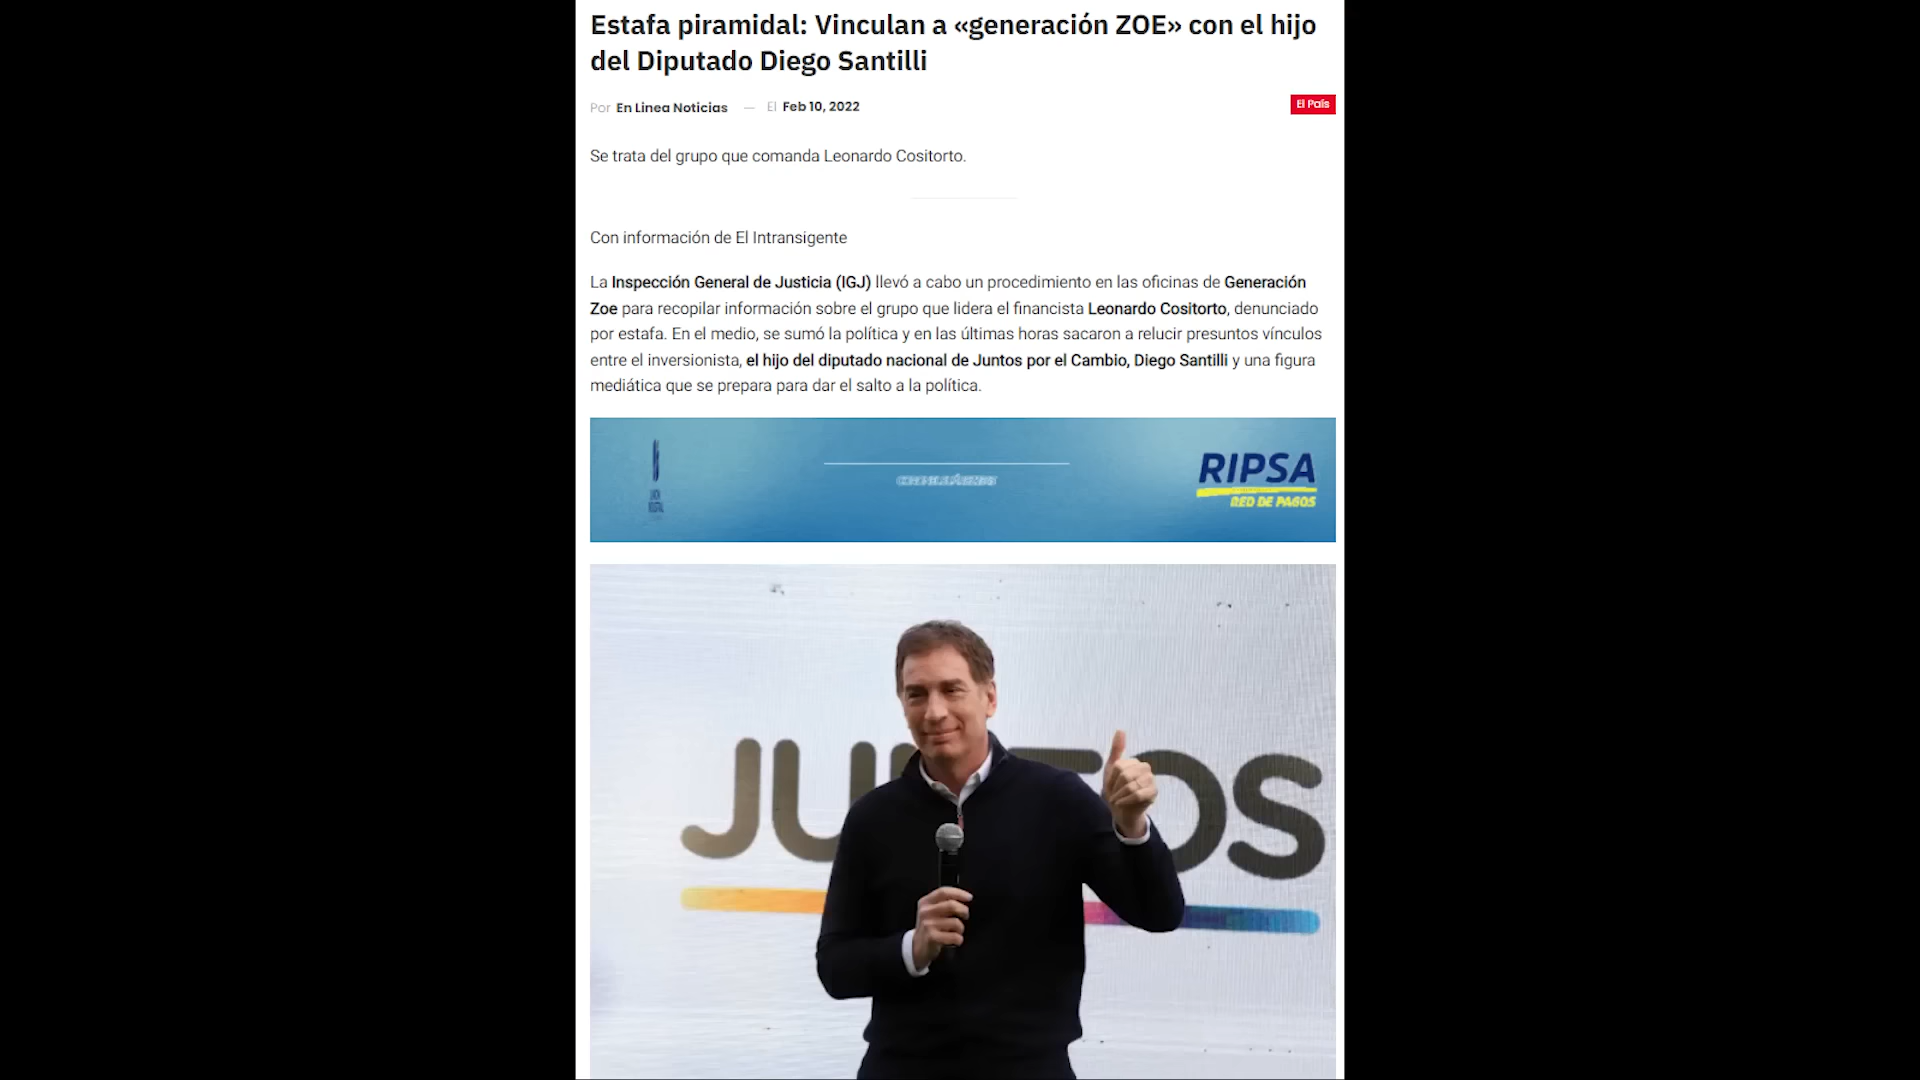 Estafa piramidal: Vinculan a «generación ZOE» con el hijo
del Diputado Diego Santilli
Por En Linea Noticias — El Feb 10, 2022
El País
Se trata del grupo que comanda Leonardo Cositorto.
Con información de El Intransigente
La Inspección General de Justicia (IGJ) llevó a cabo un procedimiento en las oficinas de Generación
Zoe para recopilar información sobre el grupo que lidera el financista Leonardo Cositorto, denunciado
por estafa. En el medio, se sumó la política y en las últimas horas sacaron a relucir presuntos vínculos
entre el inversionista, el hijo del diputado nacional de Juntos por el Cambio, Diego Santilli y una figura
mediática que se prepara para dar el salto a la política.
RIPSA
RED DE PAGOS